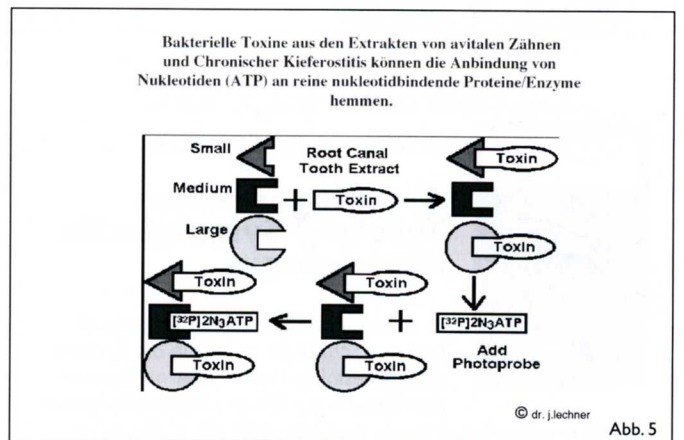 Bakterielle Toxine aus den Extrakten von avitalen Zähnen
und Chronischer Kieferostitis können die Anbindung von
Nukleotiden (ATP) an reine nukleotidbindende Proteine/Enzyme
hemmen.
Small
Root Canal
Tooth Extract
Toxin
Medium
+
Toxin
Large
Toxin
Toxin
Toxin
[³²P]2N₃ATP
+
[³²P]2N₃ATP
Toxin
Toxin
Add
Photoprobe
© dr. j.lechner
Abb. 5